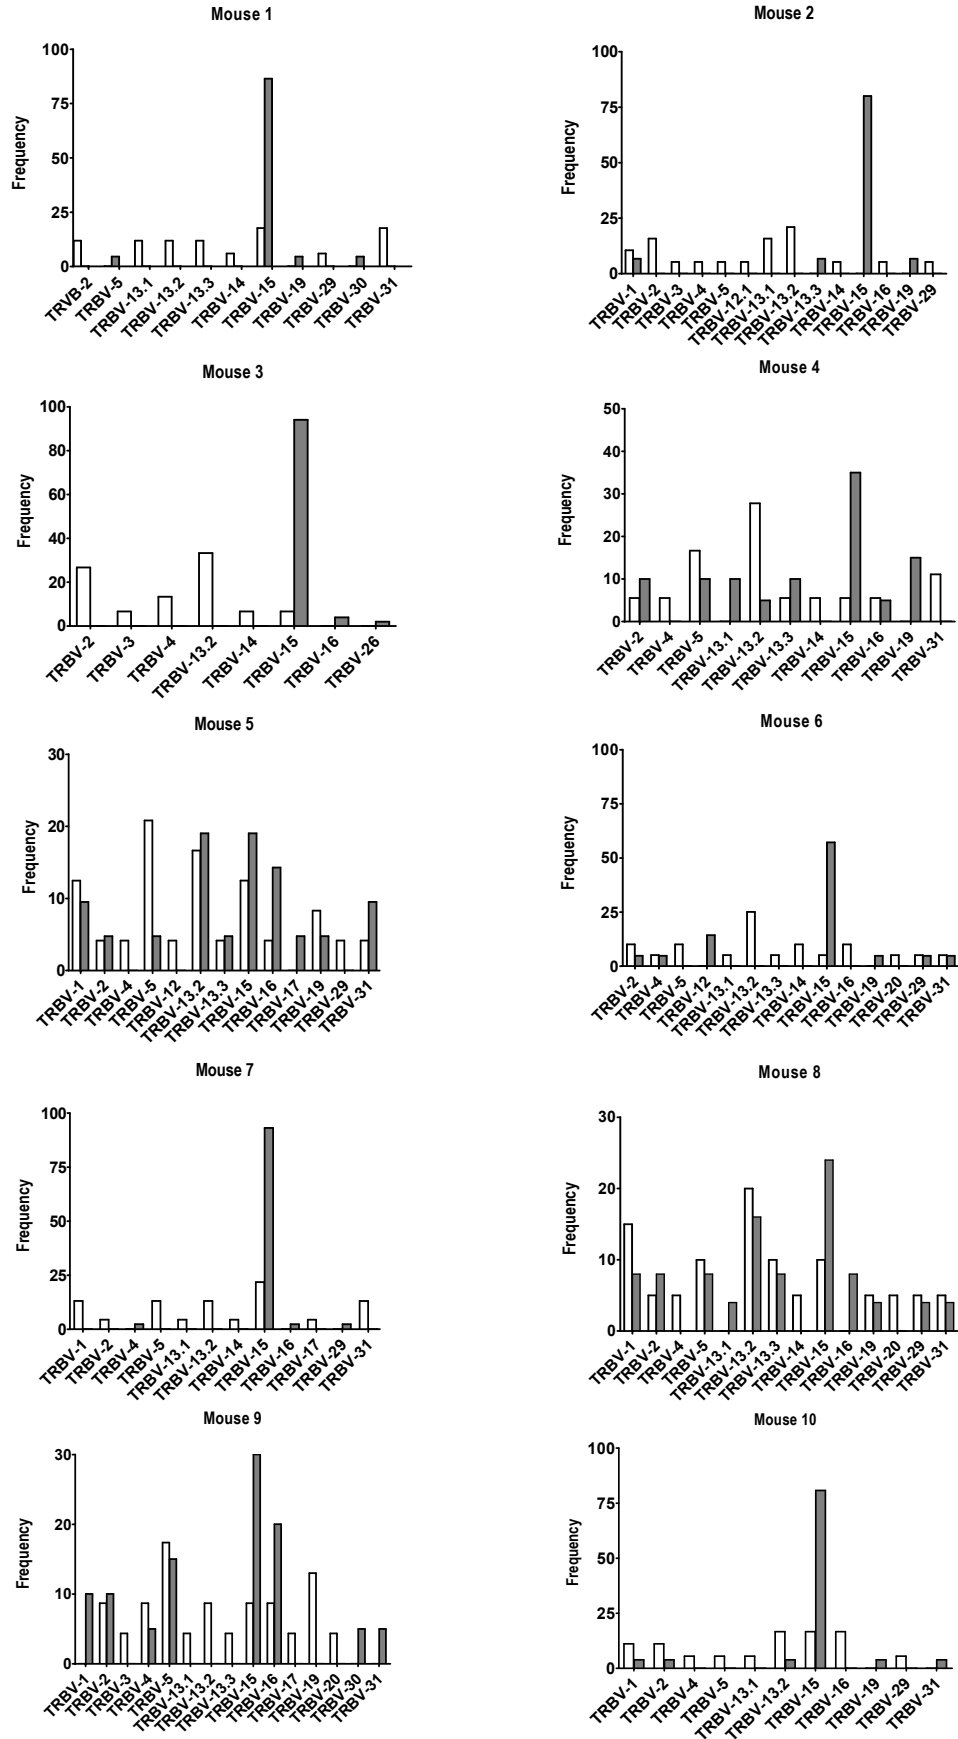 Mouse 1
Frequency
100
75
50
25
0
TRVB-2
TRBV-5
TRBV-13.1
TRBV-13.2
TRBV-13.3
TRBV-14
TRBV-15
TRBV-19
TRBV-29
TRBV-30
TRBV-31
Mouse 2
Frequency
100
75
50
25
0
TRBV-1
TRBV-2
TRBV-3
TRBV-4
TRBV-5
TRBV-12.1
TRBV-13.1
TRBV-13.2
TRBV-13.3
TRBV-14
TRBV-15
TRBV-16
TRBV-19
TRBV-29
Mouse 3
Frequency
100
80
60
40
20
0
TRBV-2
TRBV-3
TRBV-4
TRBV-13.2
TRBV-14
TRBV-15
TRBV-16
TRBV-26
Mouse 4
Frequency
50
40
30
20
10
0
TRBV-2
TRBV-4
TRBV-5
TRBV-13.1
TRBV-13.2
TRBV-13.3
TRBV-14
TRBV-15
TRBV-16
TRBV-19
TRBV-31
Mouse 5
Frequency
30
20
10
0
TRBV-1
TRBV-2
TRBV-4
TRBV-5
TRBV-12
TRBV-13.2
TRBV-13.3
TRBV-15
TRBV-16
TRBV-17
TRBV-19
TRBV-29
TRBV-31
Mouse 6
Frequency
100
75
50
25
0
TRBV-2
TRBV-4
TRBV-5
TRBV-12
TRBV-13.1
TRBV-13.2
TRBV-13.3
TRBV-14
TRBV-15
TRBV-16
TRBV-19
TRBV-20
TRBV-29
TRBV-31
Mouse 7
Frequency
100
75
50
25
0
TRBV-1
TRBV-2
TRBV-4
TRBV-5
TRBV-13.1
TRBV-13.2
TRBV-14
TRBV-15
TRBV-16
TRBV-17
TRBV-29
TRBV-31
Mouse 8
Frequency
30
20
10
0
TRBV-1
TRBV-2
TRBV-4
TRBV-5
TRBV-13.1
TRBV-13.2
TRBV-13.3
TRBV-14
TRBV-15
TRBV-16
TRBV-19
TRBV-20
TRBV-29
TRBV-31
Mouse 9
Frequency
30
20
10
0
TRBV-1
TRBV-2
TRBV-3
TRBV-4
TRBV-5
TRBV-13.1
TRBV-13.2
TRBV-13.3
TRBV-15
TRBV-16
TRBV-17
TRBV-19
TRBV-20
TRBV-30
TRBV-31
Mouse 10
Frequency
100
75
50
25
0
TRBV-1
TRBV-2
TRBV-4
TRBV-5
TRBV-13.1
TRBV-13.2
TRBV-15
TRBV-16
TRBV-19
TRBV-29
TRBV-31